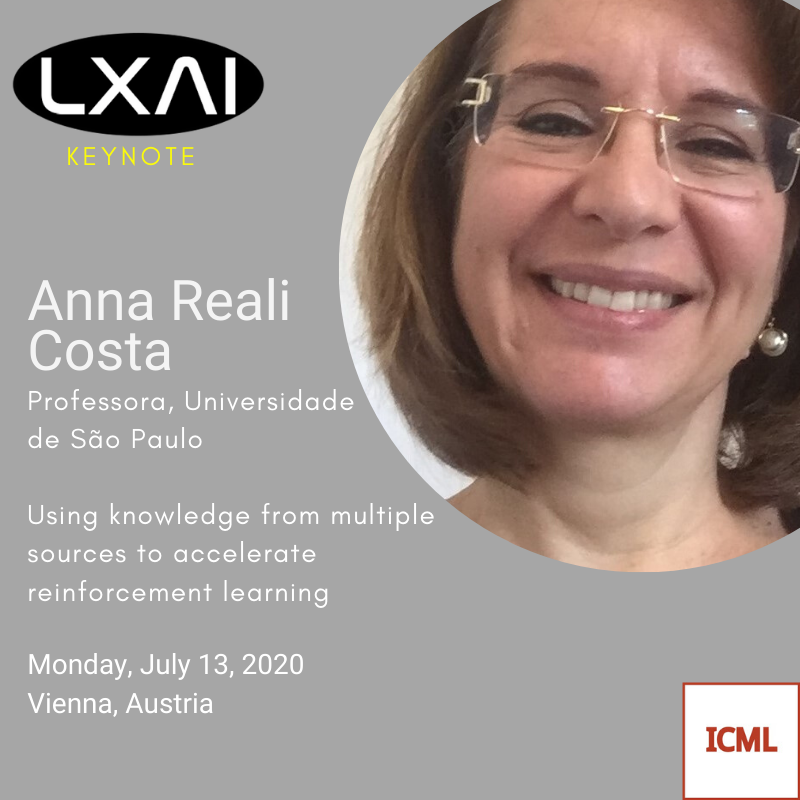 LXAI
KEYNOTE
Anna Reali
Costa
Professora, Universidade
de São Paulo
Using knowledge from multiple
sources to accelerate
reinforcement learning
Monday, July 13, 2020
Vienna, Austria
ICML